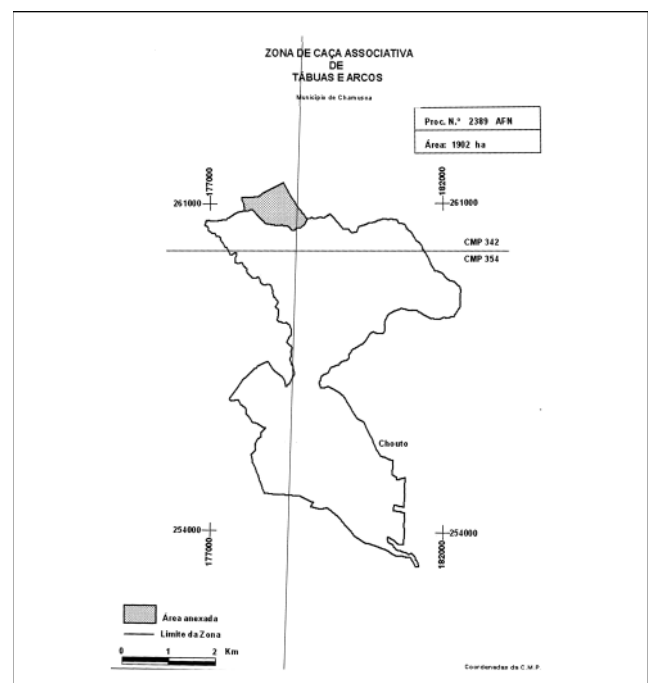 ZONA DE CAÇA ASSOCIATIVA
DE
TÁBUAS E ARCOS
Município de Chamusca
Proc. N.º 2389 AFN
Área: 1902 ha
177000
182000
261000
261000
CMP 342
CMP 354
Chouto
254000
254000
177000
182000
Área anexada
Limite da Zona
0 1 2 Km
Coordenadas da C.M.P.